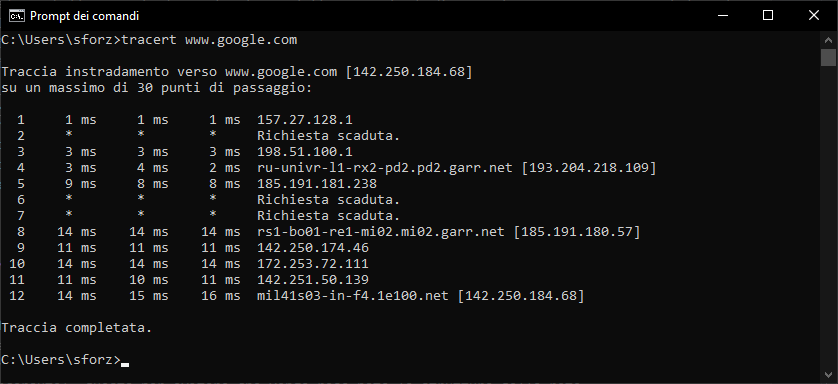 Prompt dei comandi
C:\Users\sforz>tracert www.google.com
Traccia instradamento verso www.google.com [142.250.184.68]
su un massimo di 30 punti di passaggio:
1 1 ms 1 ms 1 ms 157.27.128.1
2 * * * Richiesta scaduta.
3 3 ms 3 ms 3 ms 198.51.100.1
4 3 ms 4 ms 2 ms ru-univr-l1-rx2-pd2.pd2.garr.net [193.204.218.109]
5 9 ms 8 ms 8 ms 185.191.181.238
6 * * * Richiesta scaduta.
7 * * * Richiesta scaduta.
8 14 ms 14 ms 14 ms rs1-bo01-re1-mi02.mi02.garr.net [185.191.180.57]
9 11 ms 11 ms 11 ms 142.250.174.46
10 14 ms 14 ms 14 ms 172.253.72.111
11 11 ms 10 ms 11 ms 142.251.50.139
12 14 ms 15 ms 16 ms mil41s03-in-f4.1e100.net [142.250.184.68]
Traccia completata.
C:\Users\sforz>